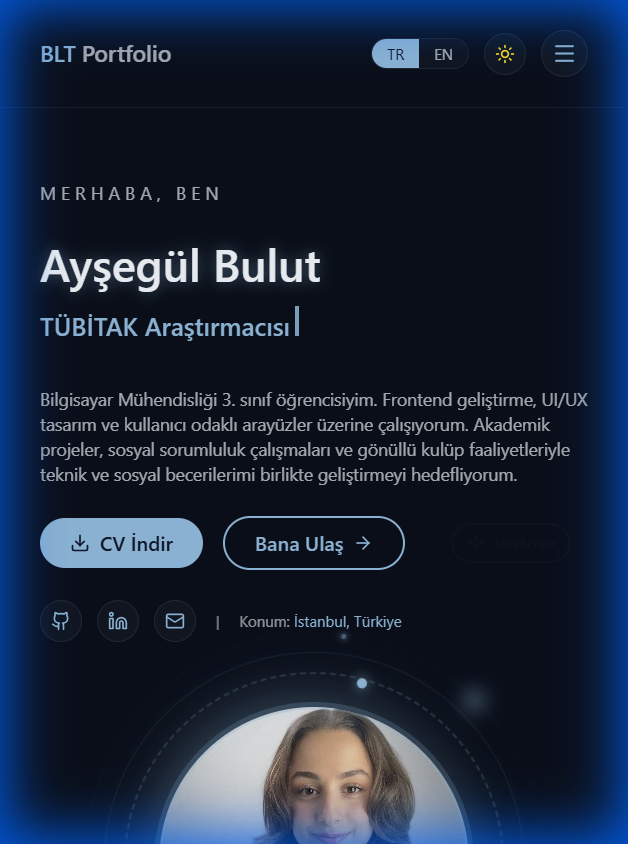 BLT Portfolio
TR EN
MERHABA, BEN
Ayşegül Bulut
TÜBİTAK Araştırmacısı
Bilgisayar Mühendisliği 3. sınıf öğrencisiyim. Frontend geliştirme, UI/UX
tasarım ve kullanıcı odaklı arayüzler üzerine çalışıyorum. Akademik
projeler, sosyal sorumluluk çalışmaları ve gönüllü kulüp faaliyetleriyle
teknik ve sosyal becerilerimi birlikte geliştirmeyi hedefliyorum.
CV İndir Bana Ulaş
| Konum: İstanbul, Türkiye